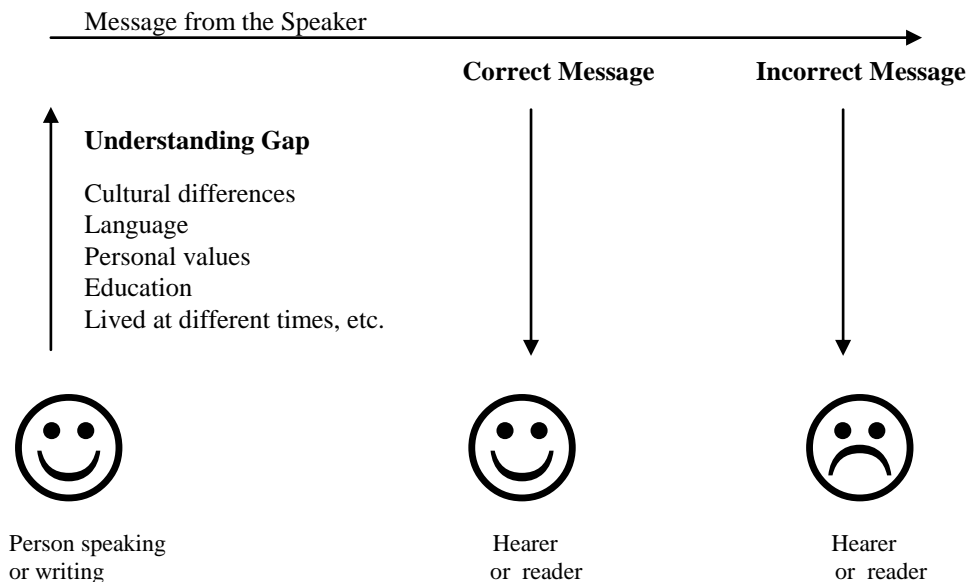 Message from the Speaker
Correct Message
Incorrect Message
Understanding Gap
Cultural differences
Language
Personal values
Education
Lived at different times, etc.
Person speaking
or writing
Hearer
or reader
Hearer
or reader